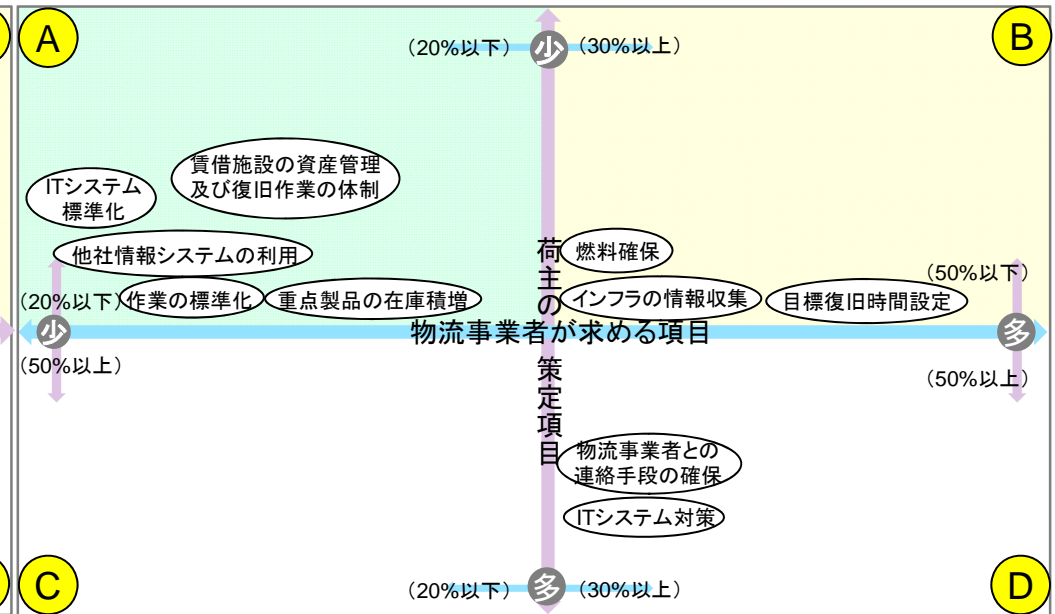 A
(20%以下)
少
(30%以上)
B
賃借施設の資産管理
及び復旧作業の体制
ITシステム
標準化
他社情報システムの利用
作業の標準化
重点製品の在庫積増
燃料確保
インフラの情報収集
目標復旧時間設定
(50%以下)
(20%以下)
少
物流事業者が求める項目
多
(50%以上)
(50%以上)
荷主の策定項目
物流事業者との
連絡手段の確保
ITシステム対策
C
(20%以下)
多
(30%以上)
D